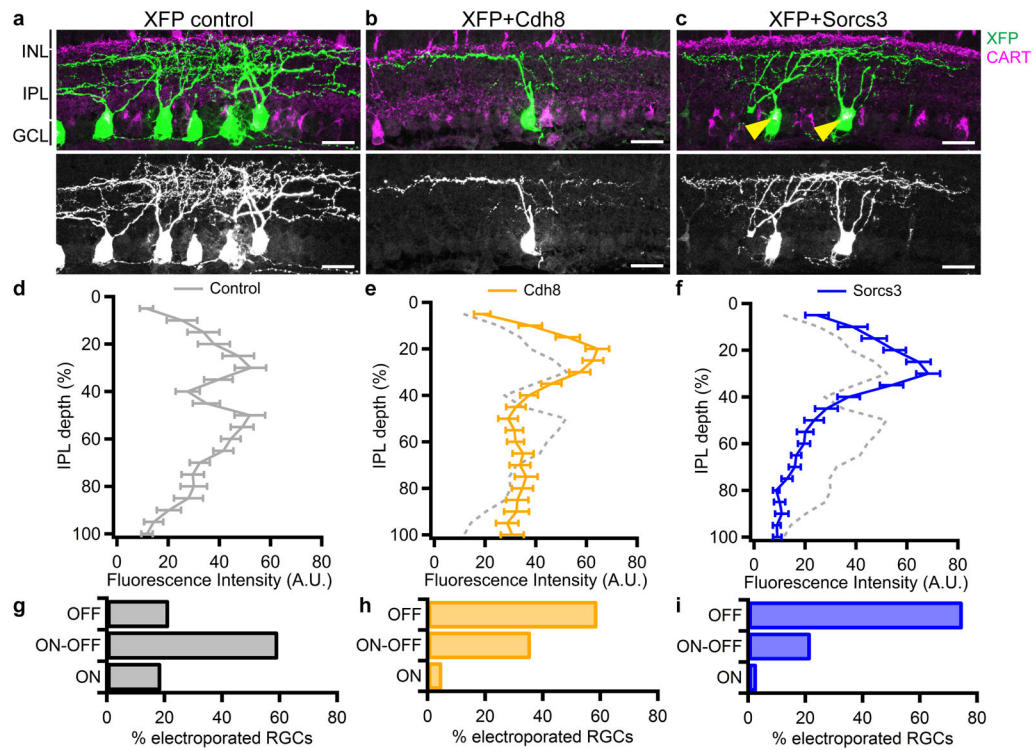 a XFP control b XFP+Cdh8 c XFP+Sorcs3
INL
IPL
GCL
XFP
CART
d Control e Cdh8 f Sorcs3
IPL depth (%) IPL depth (%) IPL depth (%)
0 0 0
20 20 20
40 40 40
60 60 60
80 80 80
100 100 100
0 20 40 60 80 0 20 40 60 80 0 20 40 60 80
Fluorescence Intensity (A.U.) Fluorescence Intensity (A.U.) Fluorescence Intensity (A.U.)
g h i
OFF OFF OFF
ON-OFF ON-OFF ON-OFF
ON ON ON
0 20 40 60 80 0 20 40 60 80 0 20 40 60 80
% electroporated RGCs % electroporated RGCs % electroporated RGCs